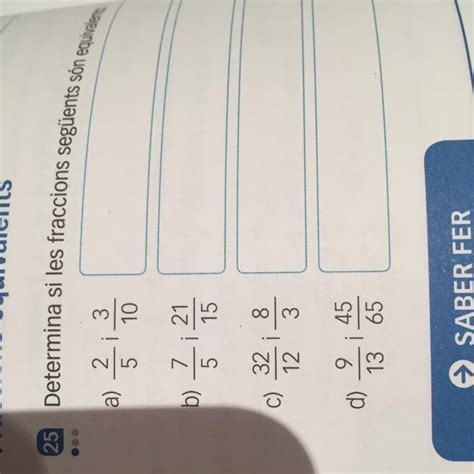 25 Determina si les fraccions següents són equivalents
a) 2/5 i 3/10
b) 7/5 i 21/15
c) 32/12 i 8/3
d) 9/13 i 45/65
SABER FER